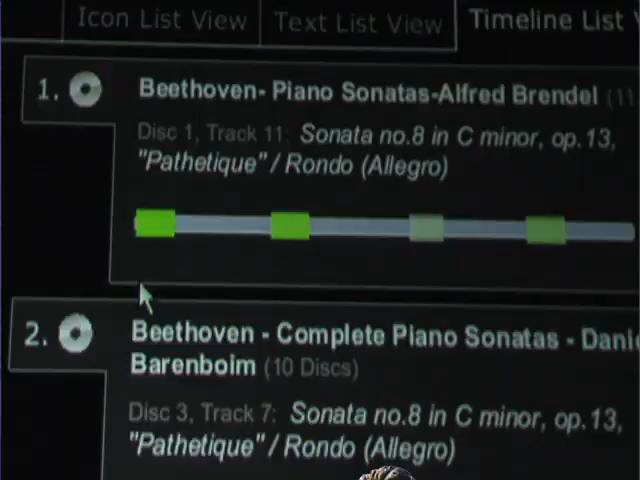 Icon List View
Text List View
Timeline List
1.
Beethoven- Piano Sonatas-Alfred Brendel (11
Disc 1, Track 11: Sonata no.8 in C minor, op.13,
"Pathetique" / Rondo (Allegro)
2.
Beethoven - Complete Piano Sonatas - Dani
Barenboim (10 Discs)
Disc 3, Track 7: Sonata no.8 in C minor, op.13,
"Pathetique" / Rondo (Allegro)